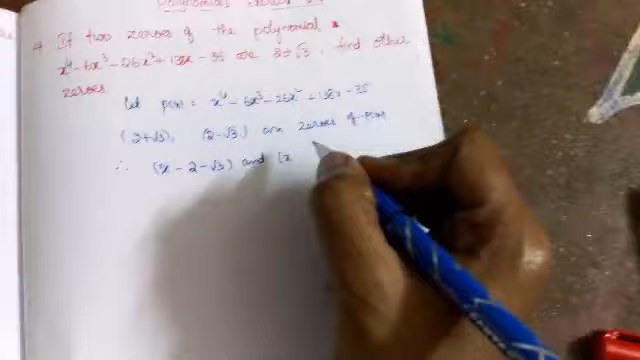 4 If two zeroes of the polynomial
x⁴-6x³-26x²+138x-35 are 2±√3, find other
zeroes
Let p(x) = x⁴-6x³-26x²+138x-35
(2+√3), (2-√3) are zeroes of p(x)
∴ (x-2-√3) and (x